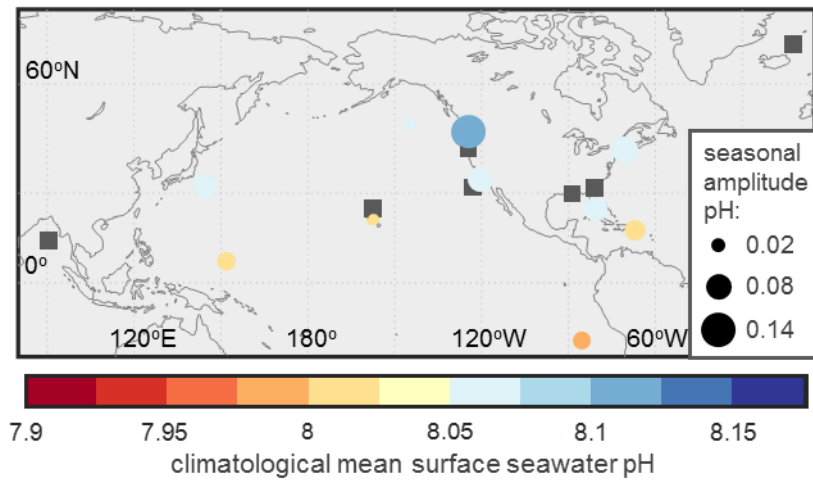 60ºN
0º
120ºE 180º 120ºW 60ºW
seasonal
amplitude
pH:
0.02
0.08
0.14
7.9 7.95 8 8.05 8.1 8.15
climatological mean surface seawater pH